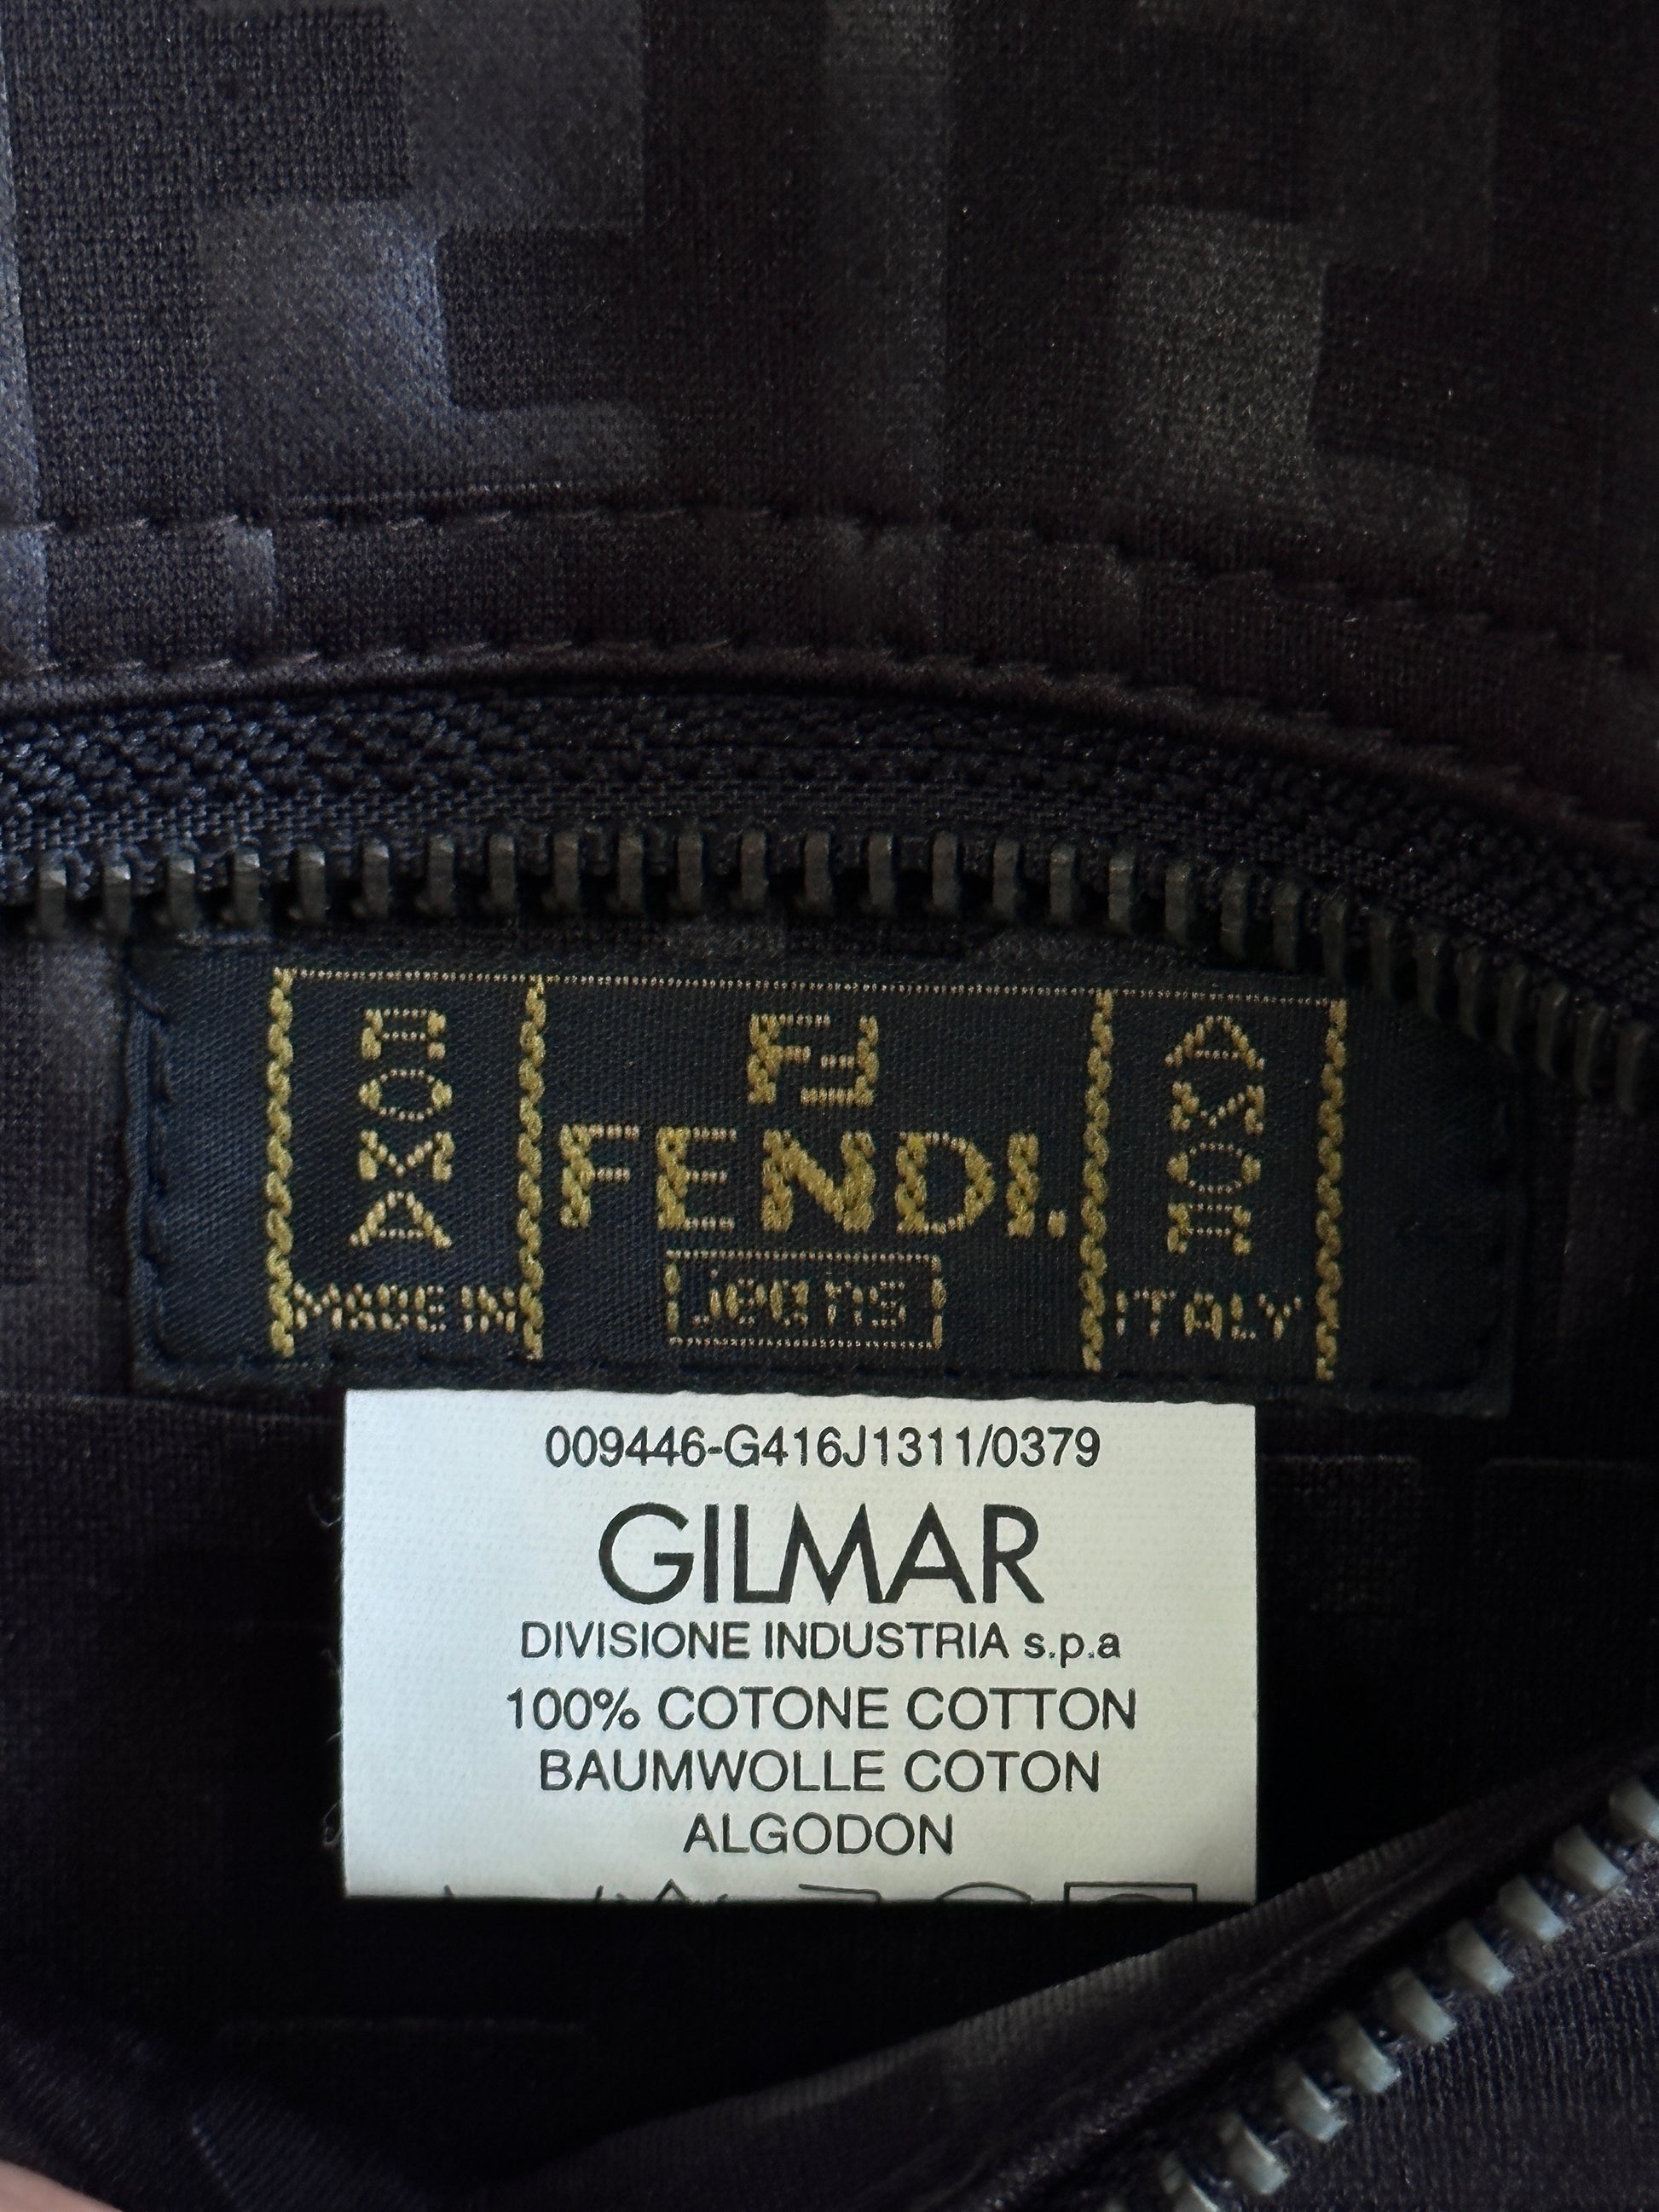 ROMA
FF
ROMA
FENDI.
MADE IN
jeans
ITALY
009446-G416J1311/0379
GILMAR
DIVISIONE INDUSTRIA s.p.a
100% COTONE COTTON
BAUMWOLLE COTON
ALGODON